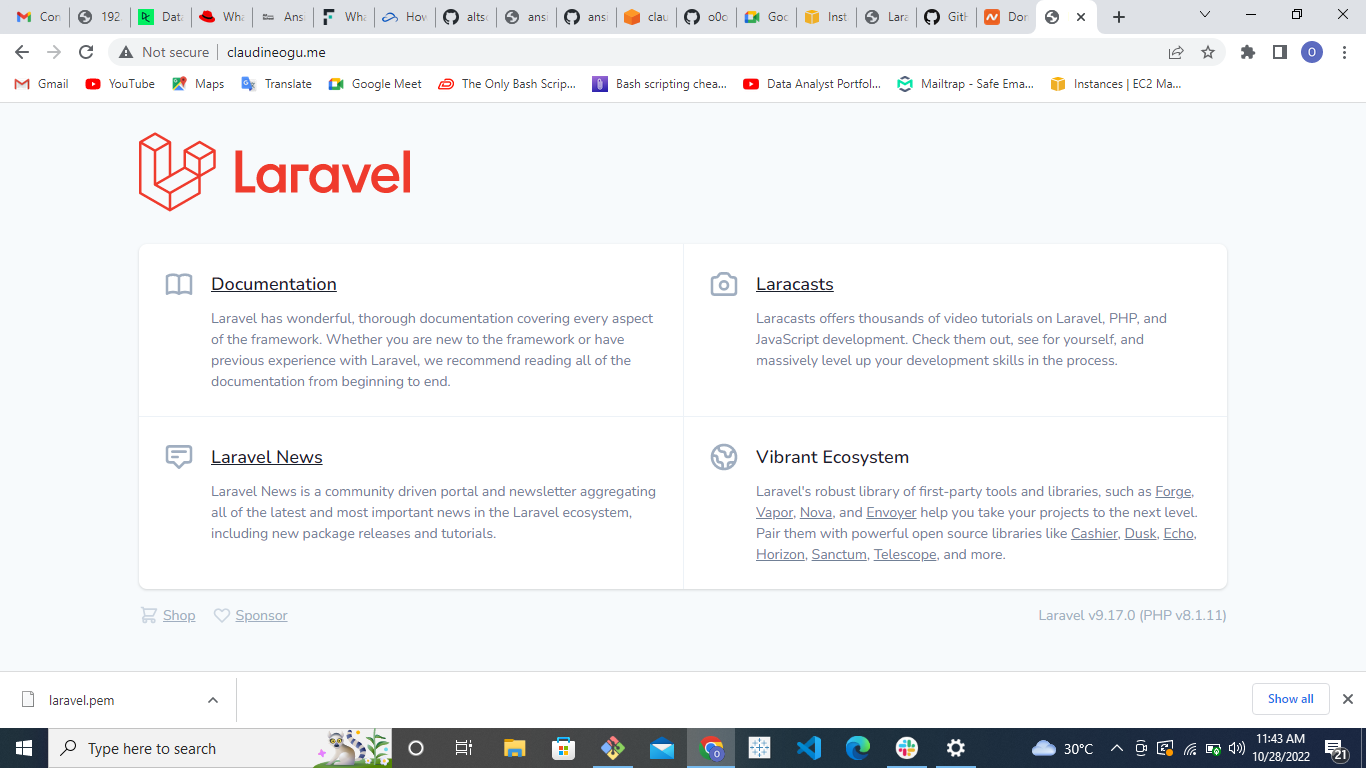 Con
192
Data
Wha
Ansi
Wha
How
altsc
ansi
ansi
clau
o0o
Goo
Inst
Lara
GitH
Dor
Not secure
claudineogu.me
O
Gmail
YouTube
Maps
Translate
Google Meet
The Only Bash Scrip...
Bash scripting chea...
Data Analyst Portfol...
Mailtrap - Safe Ema...
Instances | EC2 Ma...
Laravel
Documentation
Laravel has wonderful, thorough documentation covering every aspect
of the framework. Whether you are new to the framework or have
previous experience with Laravel, we recommend reading all of the
documentation from beginning to end.
Laracasts
Laracasts offers thousands of video tutorials on Laravel, PHP, and
JavaScript development. Check them out, see for yourself, and
massively level up your development skills in the process.
Laravel News
Laravel News is a community driven portal and newsletter aggregating
all of the latest and most important news in the Laravel ecosystem,
including new package releases and tutorials.
Vibrant Ecosystem
Laravel's robust library of first-party tools and libraries, such as Forge,
Vapor, Nova, and Envoyer help you take your projects to the next level.
Pair them with powerful open source libraries like Cashier, Dusk, Echo,
Horizon, Sanctum, Telescope, and more.
Shop
Sponsor
Laravel v9.17.0 (PHP v8.1.11)
laravel.pem
Show all
Type here to search
30°C
11:43 AM
10/28/2022
21